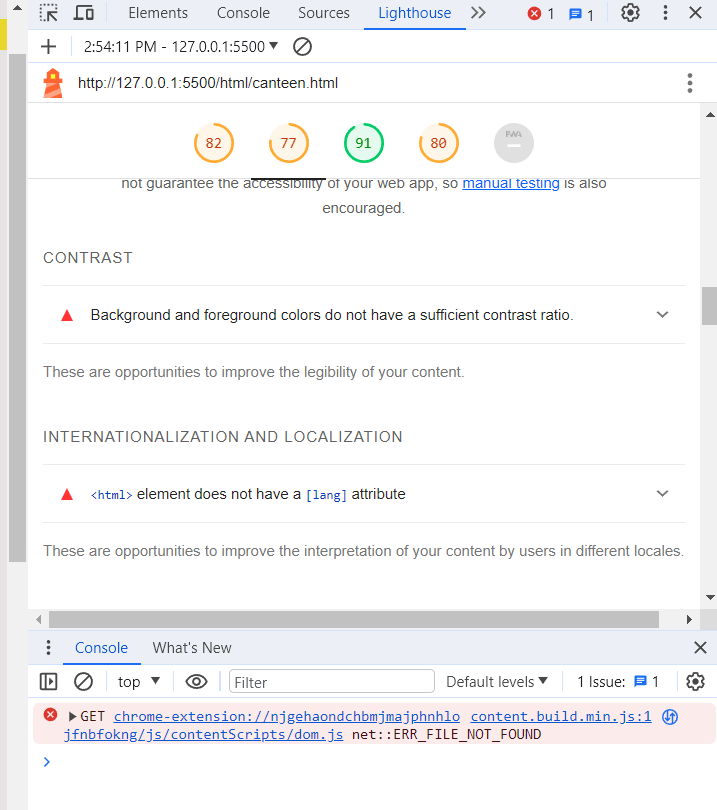 Elements Console Sources Lighthouse 1 1
2:54:11 PM - 127.0.0.1:5500
http://127.0.0.1:5500/html/canteen.html
82 77 91 80 PWA
not guarantee the accessibility of your web app, so manual testing is also
encouraged.
CONTRAST
Background and foreground colors do not have a sufficient contrast ratio.
These are opportunities to improve the legibility of your content.
INTERNATIONALIZATION AND LOCALIZATION
<html> element does not have a [lang] attribute
These are opportunities to improve the interpretation of your content by users in different locales.
Console What's New
top Filter Default levels 1 Issue: 1
GET chrome-extension://njgehaondchbmjmajphnhlo content.build.min.js:1
jfnbfokng/js/contentScripts/dom.js net::ERR_FILE_NOT_FOUND